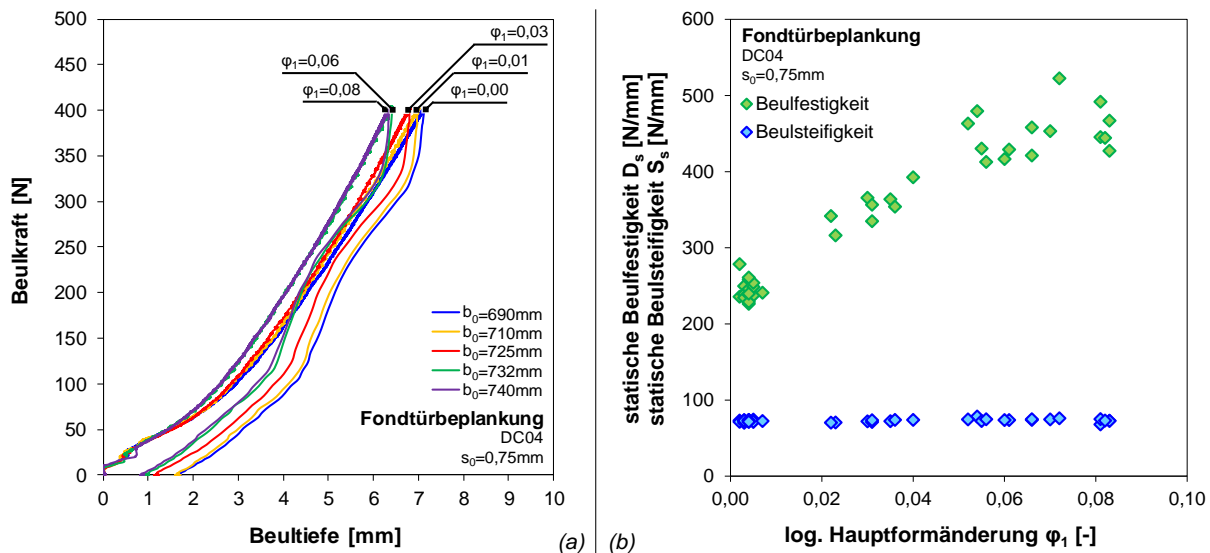 500
450
400
350
300
250
200
150
100
50
0
Beulkraft [N]
φ1=0,03
φ1=0,06
φ1=0,01
φ1=0,08
φ1=0,00
b0=690mm
b0=710mm
b0=725mm
b0=732mm
b0=740mm
Fondtürbeplankung
DC04
s0=0,75mm
0 1 2 3 4 5 6 7 8 9 10
Beultiefe [mm]
(a)
(b)
600
500
400
300
200
100
0
statische Beulfestigkeit Ds [N/mm]
statische Beulsteifigkeit Ss [N/mm]
Fondtürbeplankung
DC04
s0=0,75mm
Beulfestigkeit
Beulsteifigkeit
0,00 0,02 0,04 0,06 0,08 0,10
log. Hauptformänderung φ1 [-]